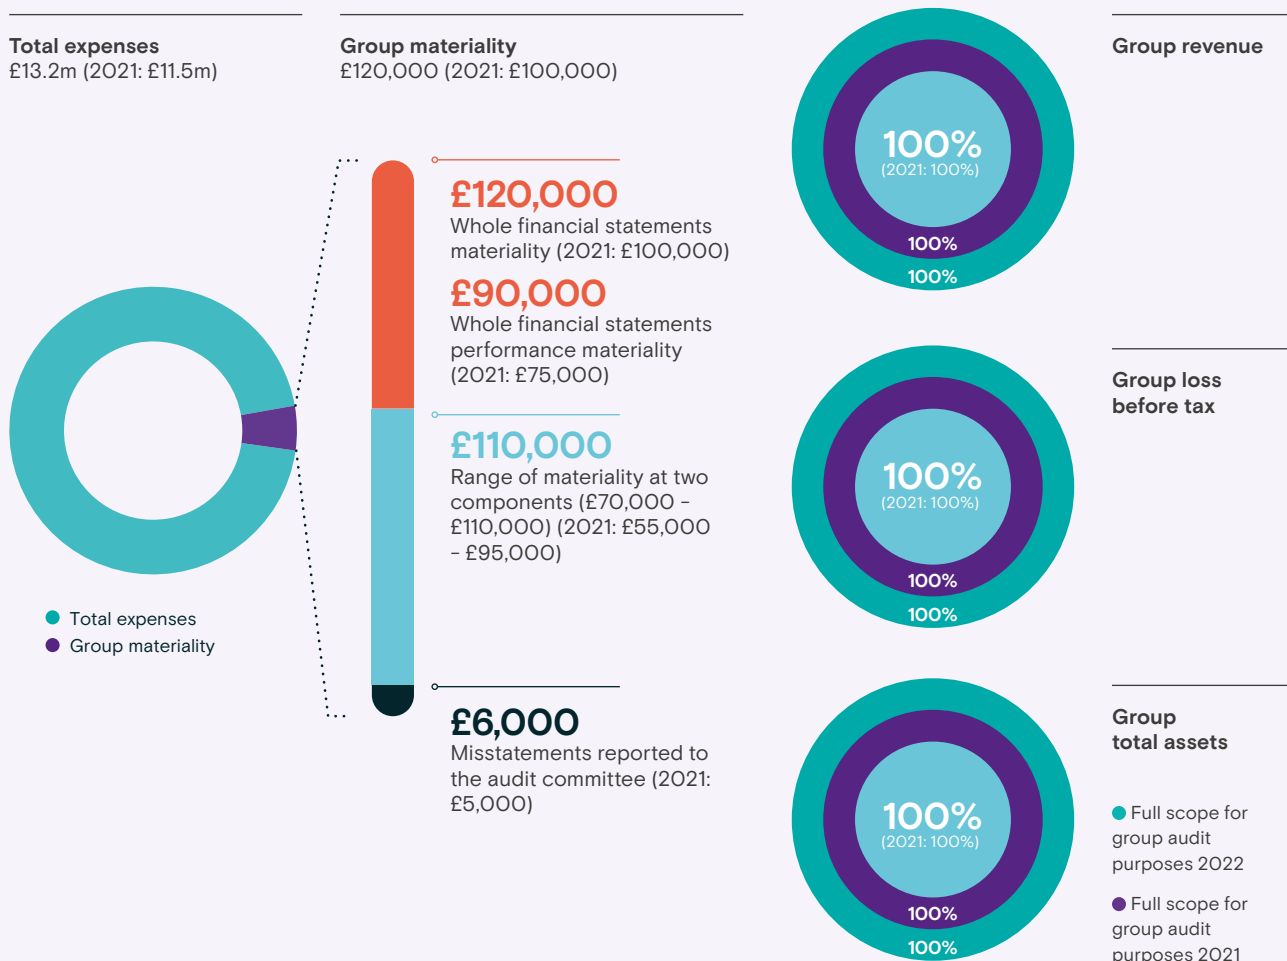 Total expenses
£13.2m (2021: £11.5m)
Total expenses
Group materiality
Group materiality
£120,000 (2021: £100,000)
£120,000
Whole financial statements
materiality (2021: £100,000)
£90,000
Whole financial statements
performance materiality
(2021: £75,000)
£110,000
Range of materiality at two
components (£70,000 –
£110,000) (2021: £55,000
– £95,000)
£6,000
Misstatements reported to
the audit committee (2021:
£5,000)
100%
(2021: 100%)
100%
100%
Group revenue
100%
(2021: 100%)
100%
100%
Group loss
before tax
100%
(2021: 100%)
100%
100%
Group
total assets
Full scope for
group audit
purposes 2022
Full scope for
group audit
purposes 2021